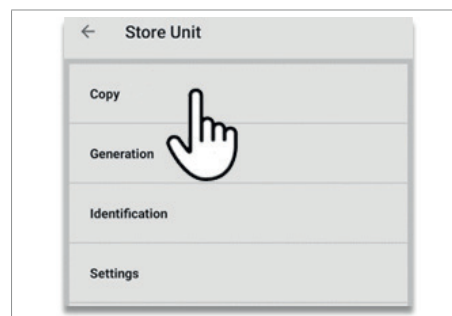 Store Unit
Copy
Generation
Identification
Settings